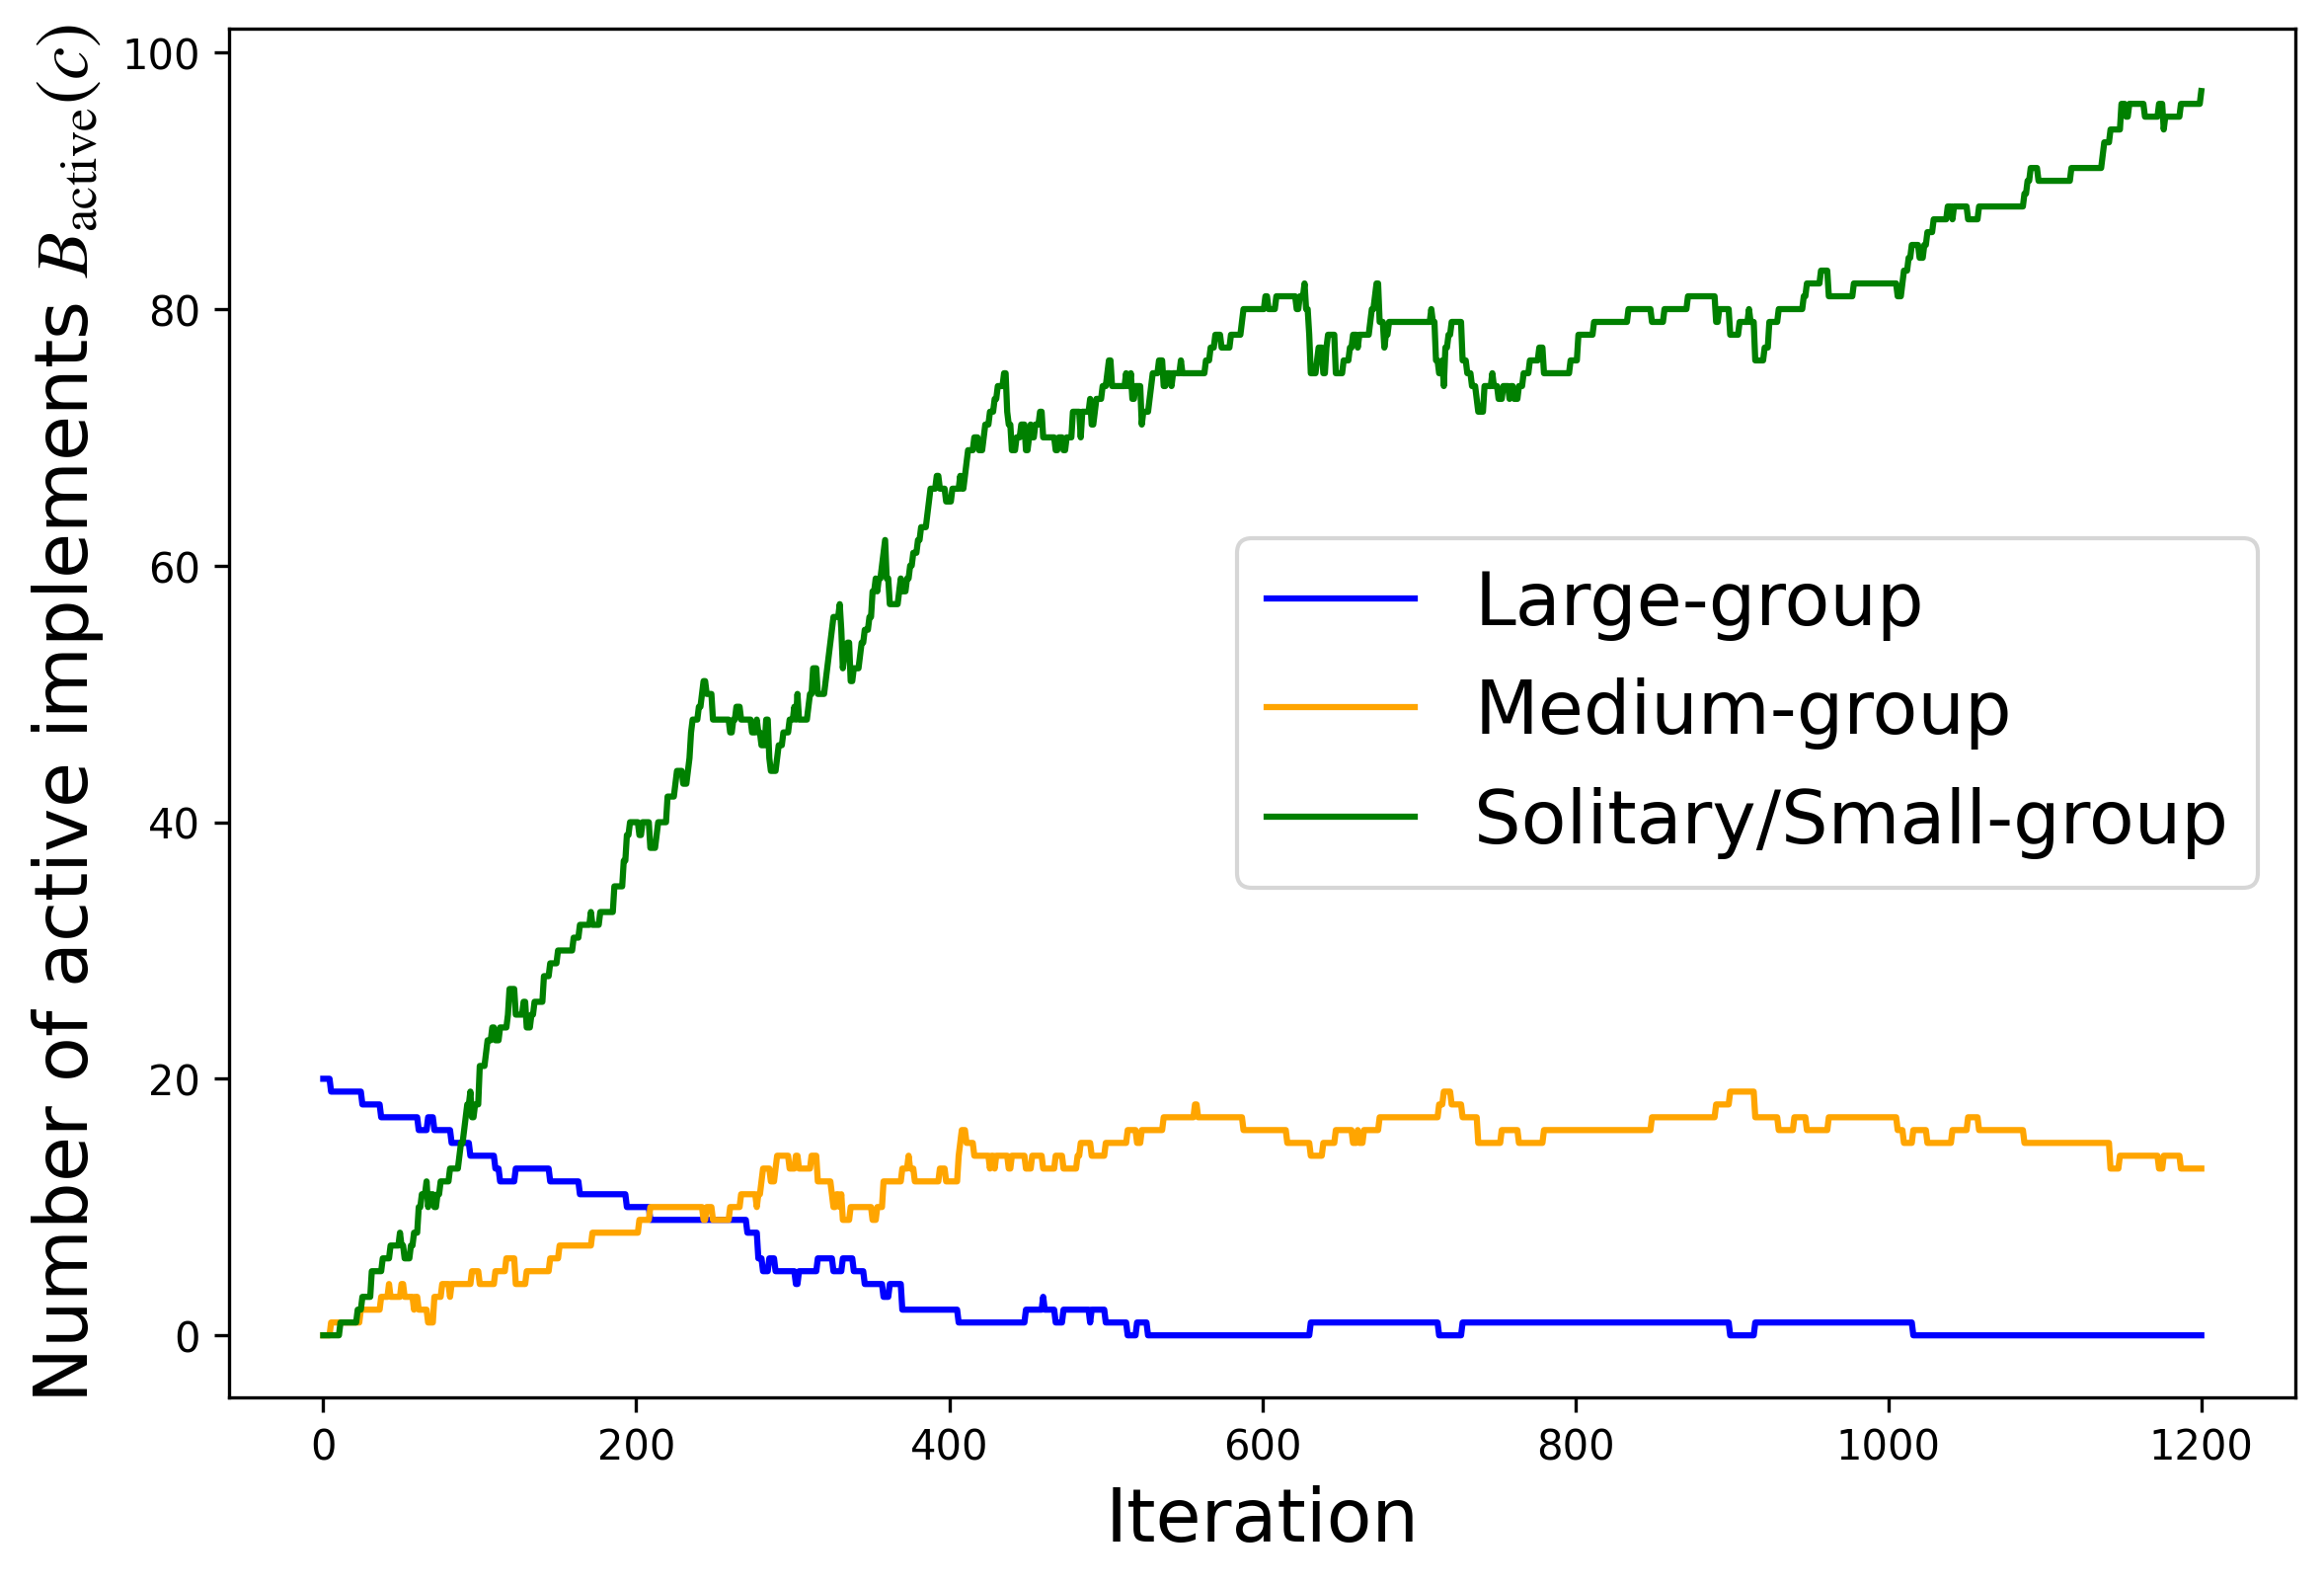 Number of active implements B_active(c)
100
80
60
40
20
0
Large-group
Medium-group
Solitary/Small-group
0 200 400 600 800 1000 1200
Iteration